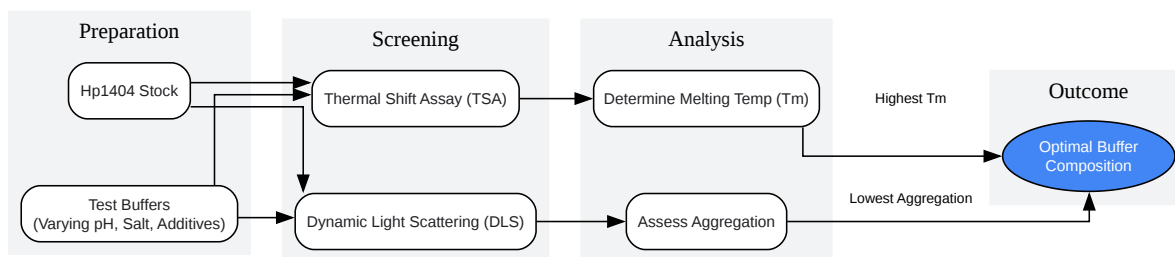 Preparation
Hp1404 Stock
Test Buffers
(Varying pH, Salt, Additives)
Screening
Thermal Shift Assay (TSA)
Dynamic Light Scattering (DLS)
Analysis
Determine Melting Temp (Tm)
Assess Aggregation
Highest Tm
Lowest Aggregation
Outcome
Optimal Buffer
Composition